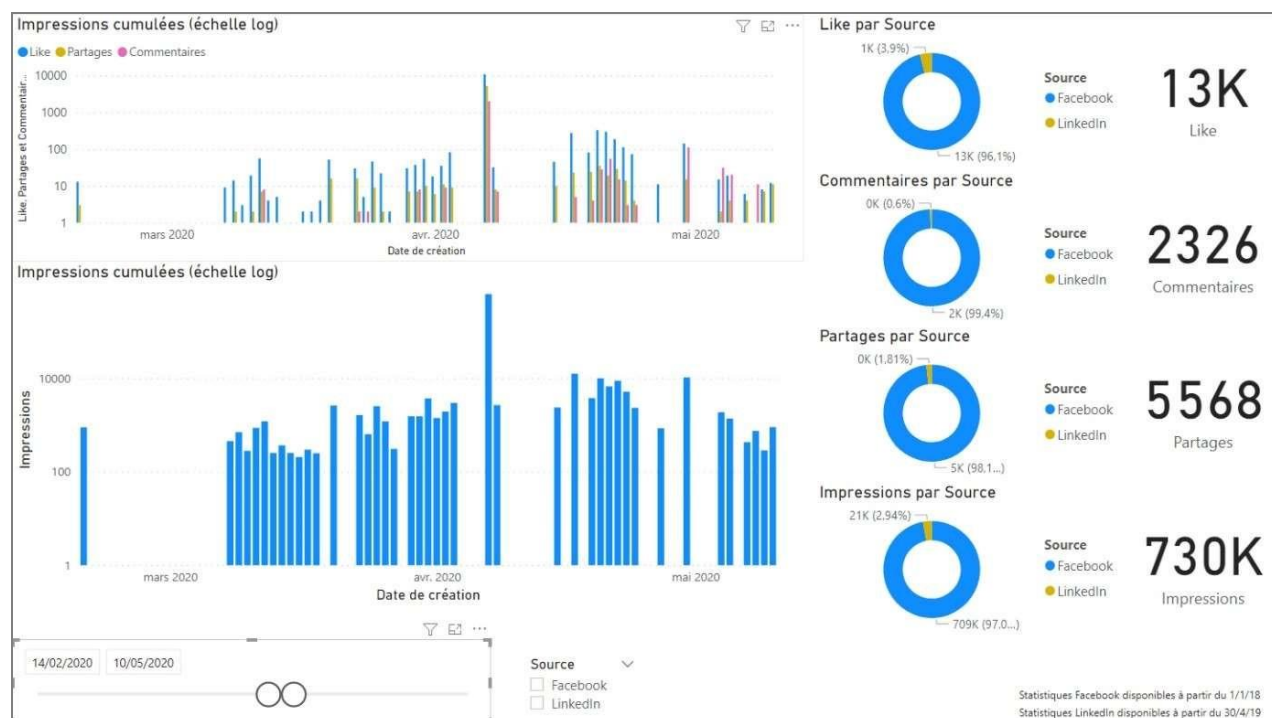 Impressions cumulées (échelle log)
Like Partages Commentaires
Like, Partages et Commentair...
10000
1000
100
10
1
mars 2020
avr. 2020
mai 2020
Date de création
Impressions cumulées (échelle log)
Impressions
10000
100
1
mars 2020
avr. 2020
mai 2020
Date de création
14/02/2020
10/05/2020
Source
Facebook
LinkedIn
Like par Source
1K (3.9%)
13K (96,1%)
Source
Facebook
LinkedIn
13K
Like
Commentaires par Source
0K (0.6%)
2K (99.4%)
Source
Facebook
LinkedIn
2326
Commentaires
Partages par Source
0K (1.81%)
5K (98.1...)
Source
Facebook
LinkedIn
5568
Partages
Impressions par Source
21K (2.94%)
709K (97.0...)
Source
Facebook
LinkedIn
730K
Impressions
Statistiques Facebook disponibles à partir du 1/1/18
Statistiques LinkedIn disponibles à partir du 30/4/19